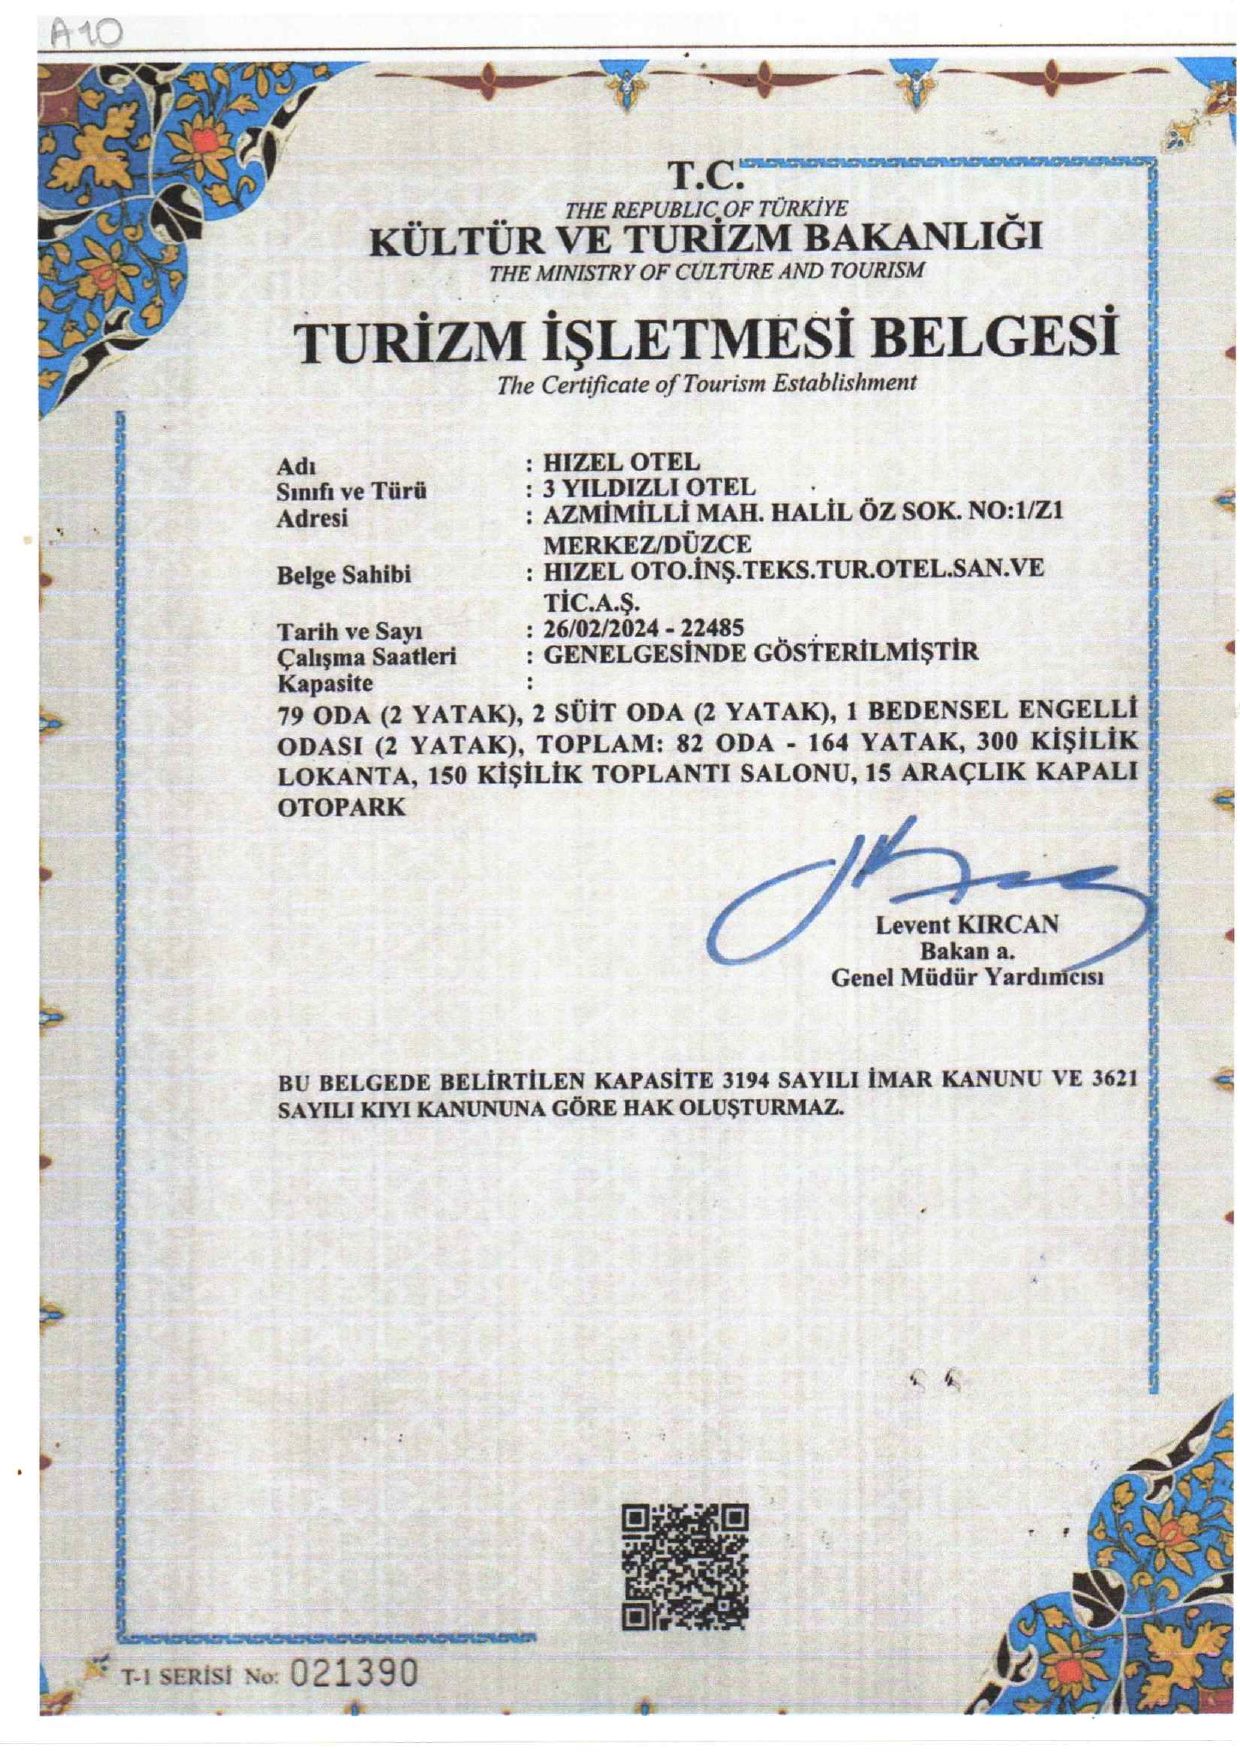 A10
T.C.
THE REPUBLIC OF TÜRKİYE
KÜLTÜR VE TURİZM BAKANLIĞI
THE MINISTRY OF CULTURE AND TOURISM
TURİZM İŞLETMESİ BELGESİ
The Certificate of Tourism Establishment
Adı : HIZEL OTEL
Sınıfı ve Türü : 3 YILDIZLI OTEL
Adresi : AZMİMİLLİ MAH. HALİL ÖZ SOK. NO:1/Z1
MERKEZ/DÜZCE
Belge Sahibi : HIZEL OTO.İNŞ.TEKS.TUR.OTEL.SAN.VE
TİC.A.Ş.
Tarih ve Sayı : 26/02/2024 - 22485
Çalışma Saatleri : GENELGESİNDE GÖSTERİLMİŞTİR
Kapasite :
79 ODA (2 YATAK), 2 SÜİT ODA (2 YATAK), 1 BEDENSEL ENGELLİ
ODASI (2 YATAK), TOPLAM: 82 ODA - 164 YATAK, 300 KİŞİLİK
LOKANTA, 150 KİŞİLİK TOPLANTI SALONU, 15 ARAÇLIK KAPALI
OTOPARK
Levent KIRCAN
Bakan a.
Genel Müdür Yardımcısı
BU BELGEDE BELİRTİLEN KAPASİTE 3194 SAYILI İMAR KANUNU VE 3621
SAYILI KIYI KANUNUNA GÖRE HAK OLUŞTURMAZ.
T-1 SERİSİ No: 021390